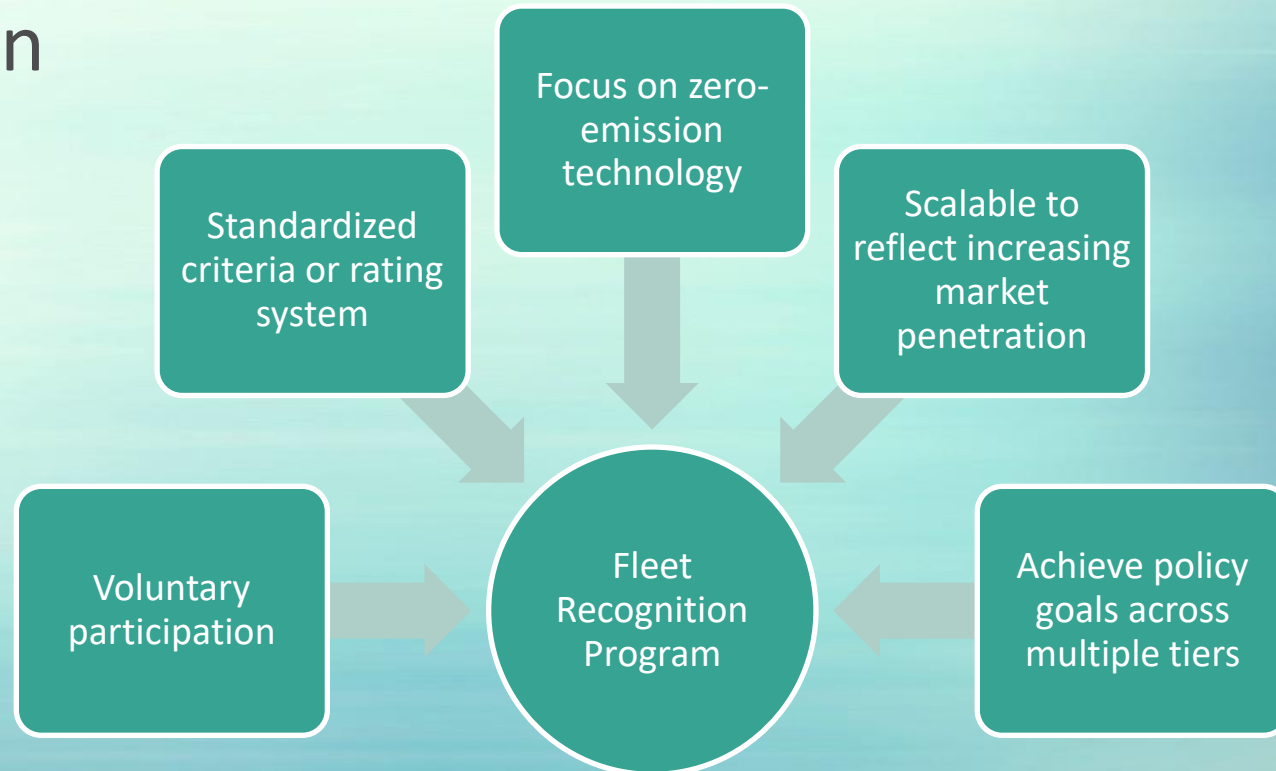 n
Focus on zero-
emission
technology
Standardized
criteria or rating
system
Scalable to
reflect increasing
market
penetration
Voluntary
participation
Fleet
Recognition
Program
Achieve policy
goals across
multiple tiers